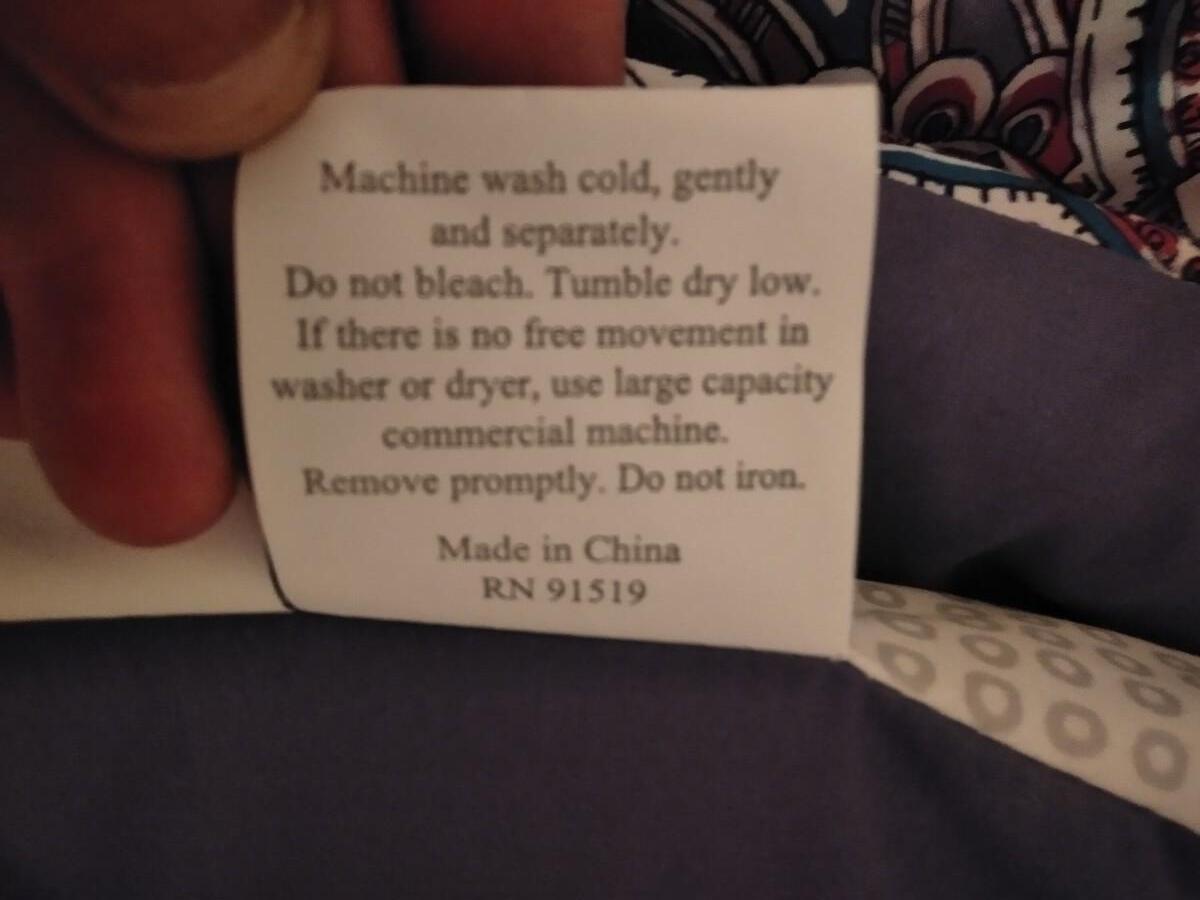 Machine wash cold, gently
and separately.
Do not bleach. Tumble dry low.
If there is no free movement in
washer or dryer, use large capacity
commercial machine.
Remove promptly. Do not iron.
Made in China
RN 91519